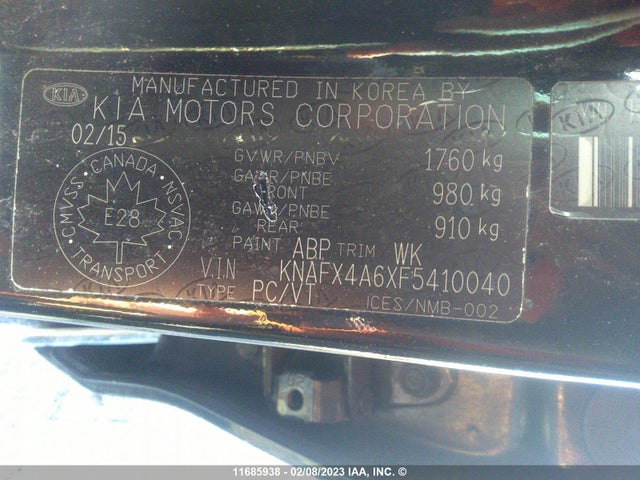 KIA
MANUFACTURED IN KOREA BY
KIA MOTORS CORPORATION
02/15
CMVSS · CANADA · NSVAC
E28
TRANSPORT
GVWR/PNBV 1760 kg
GAWR/PNBE FRONT 980 kg
GAWR/PNBE REAR 910 kg
PAINT ABP TRIM WK
V.I.N KNAFX4A6XF5410040
TYPE PC/VT ICES/NMB-002
KIA
11685938 - 02/08/2023 IAA, INC. ©